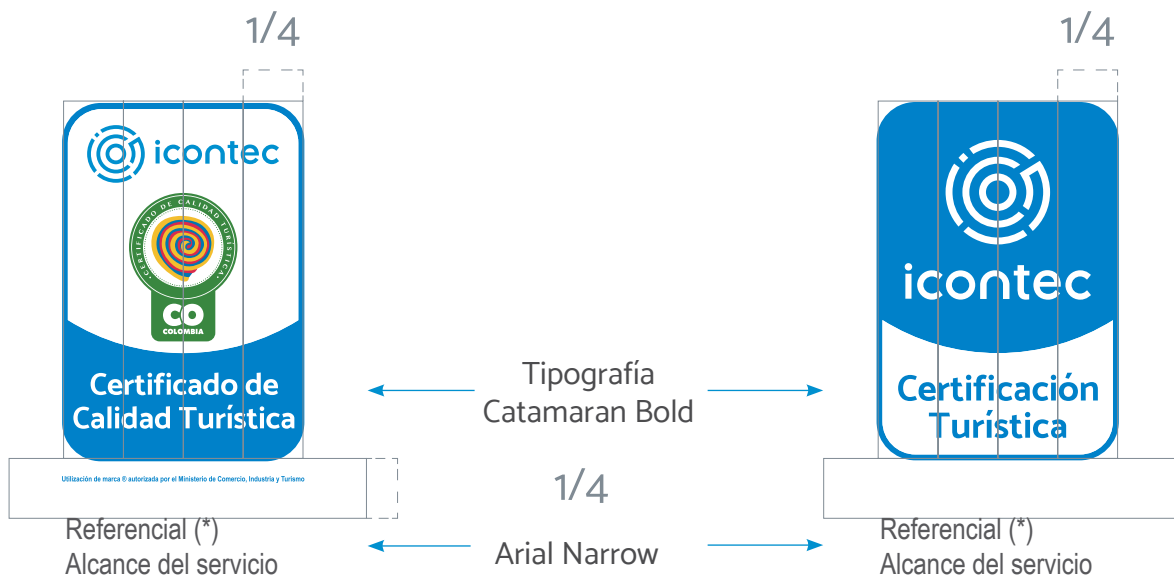 1/4
1/4
icontec
CERTIFICADO DE CALIDAD TURÍSTICA
CO
COLOMBIA
Certificado de
Calidad Turística
Utilización de marca ® autorizada por el Ministerio de Comercio, Industria y Turismo
Referencial (*)
Alcance del servicio
Tipografía
Catamaran Bold
1/4
Arial Narrow
icontec
Certificación
Turística
Referencial (*)
Alcance del servicio